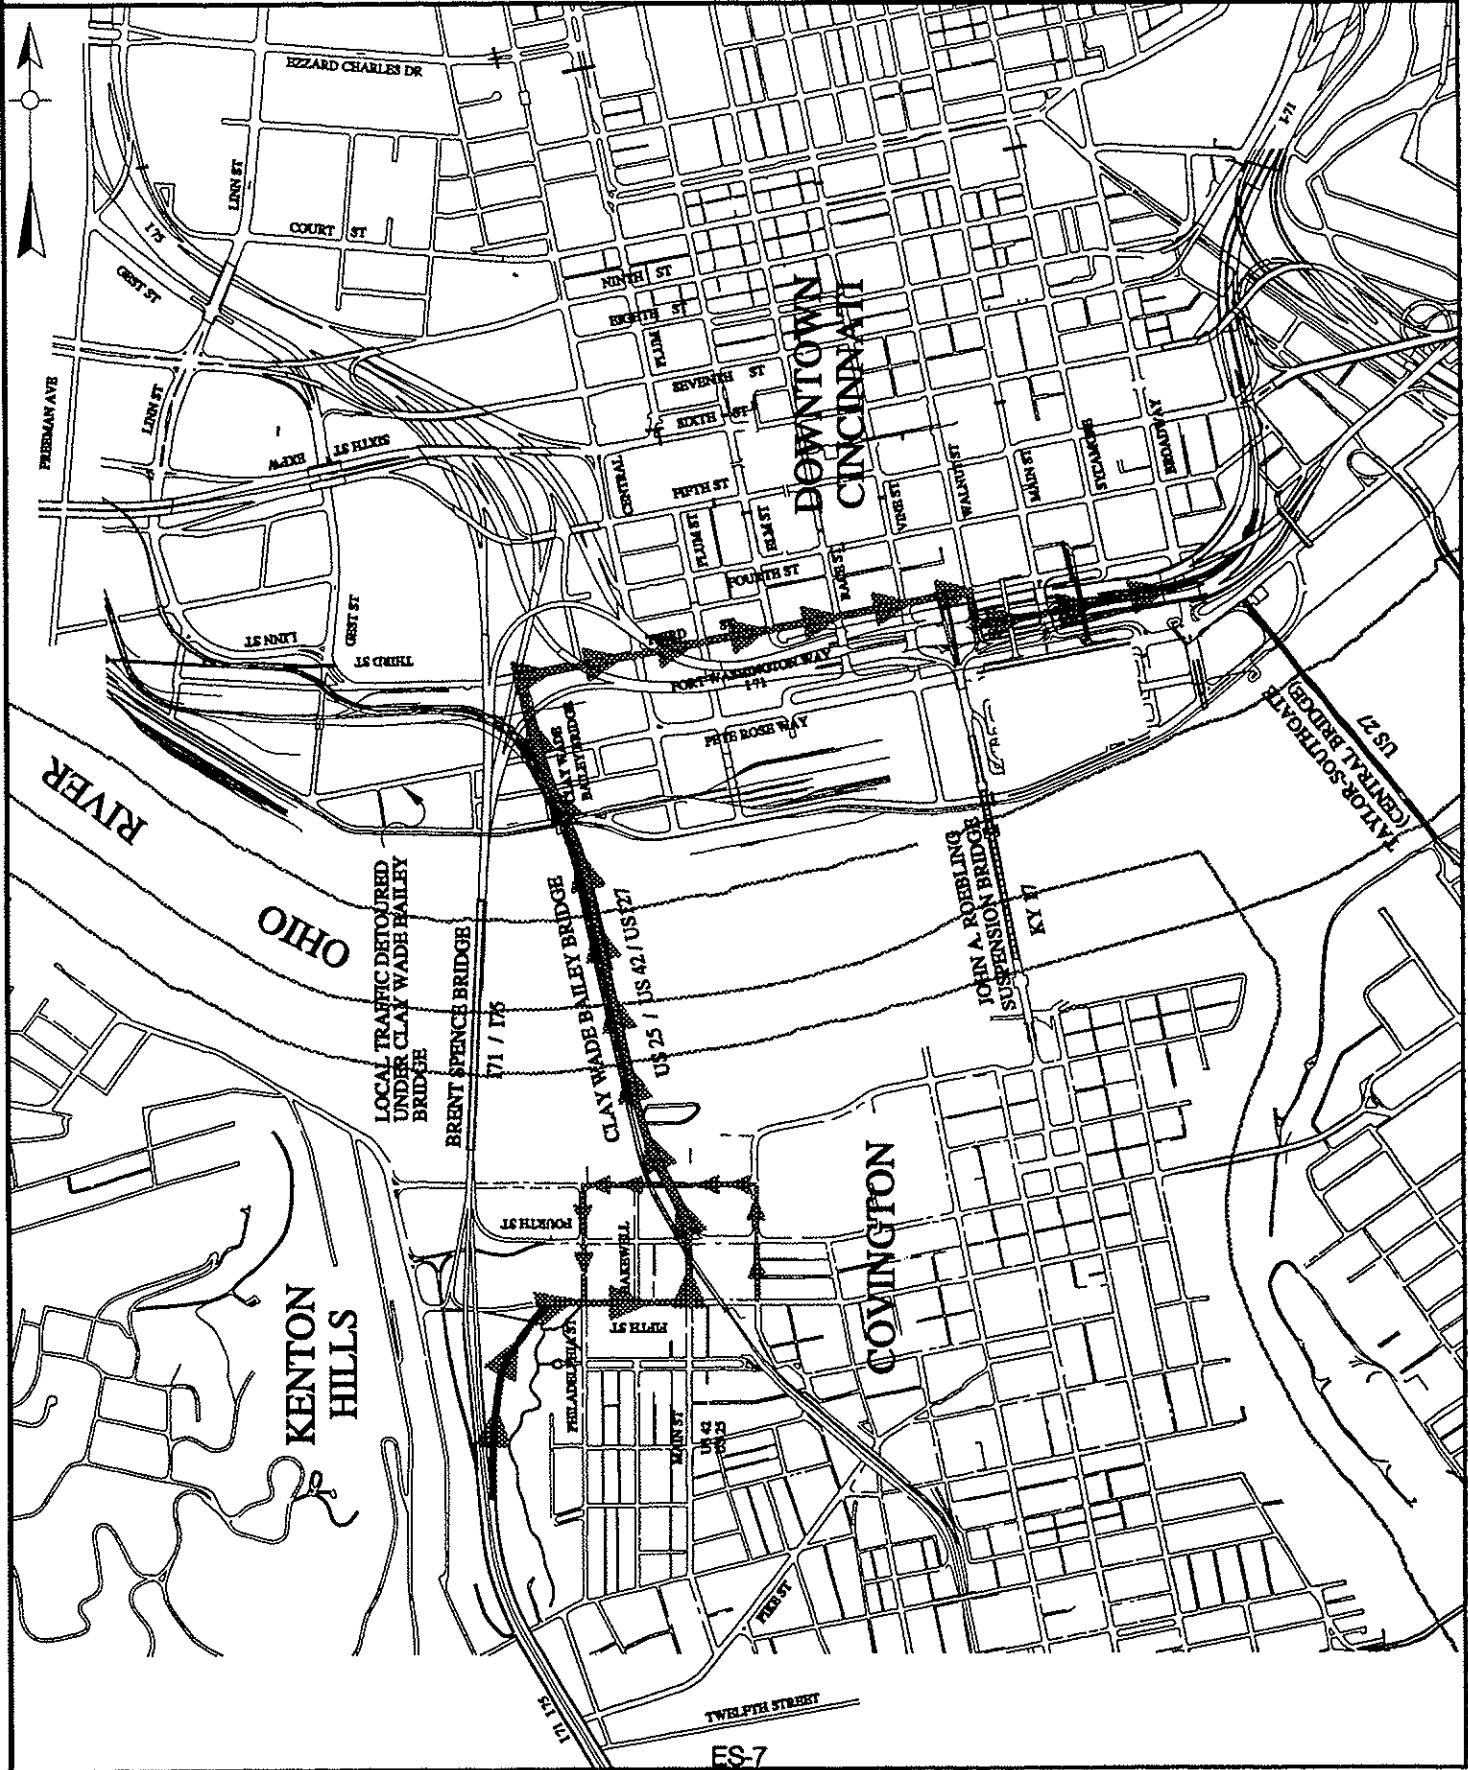 EZZARD CHARLES DR
I-71
LINN ST
COURT ST
I 75
GEST ST
NINTH ST
EIGHTH ST
PLUM
DOWNTOWN
CINCINNATI
SEVENTH ST
SIXTH ST
FREEMAN AVE
LINN ST
SIXTH ST
EXPW
CENTRAL
FIFTH ST
PLUM ST
ELM ST
VINE ST
WALNUT ST
MAIN ST
SYCAMORE
BROADWAY
FOURTH ST
RACE ST
GEST ST
LINN ST
THIRD ST
THIRD ST
FORT WASHINGTON WAY
I-71
PETE ROSE WAY
CLAY WADE
BAILEY BRIDGE
TAYLOR-SOUTHGATE
(CENTRAL BRIDGE)
US 27
OHIO
RIVER
LOCAL TRAFFIC DETOURED
UNDER CLAY WADE BAILEY
BRIDGE
BRENT SPENCE BRIDGE
I71 / I75
CLAY WADE BAILEY BRIDGE
US 25 / US 42 / US127
JOHN A. ROEBLING
SUSPENSION BRIDGE
KY 17
FOURTH ST
BAKEWELL
FIFTH ST
PHILADELPHIA ST
MAIN ST
US 42
US 25
KENTON
HILLS
COVINGTON
PIKE ST
I71 I75
TWELFTH STREET
ES-7